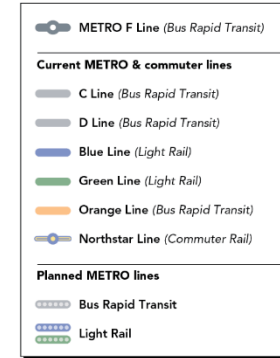 METRO F Line (Bus Rapid Transit)
Current METRO & commuter lines
C Line (Bus Rapid Transit)
D Line (Bus Rapid Transit)
Blue Line (Light Rail)
Green Line (Light Rail)
Orange Line (Bus Rapid Transit)
Northstar Line (Commuter Rail)
Planned METRO lines
Bus Rapid Transit
Light Rail